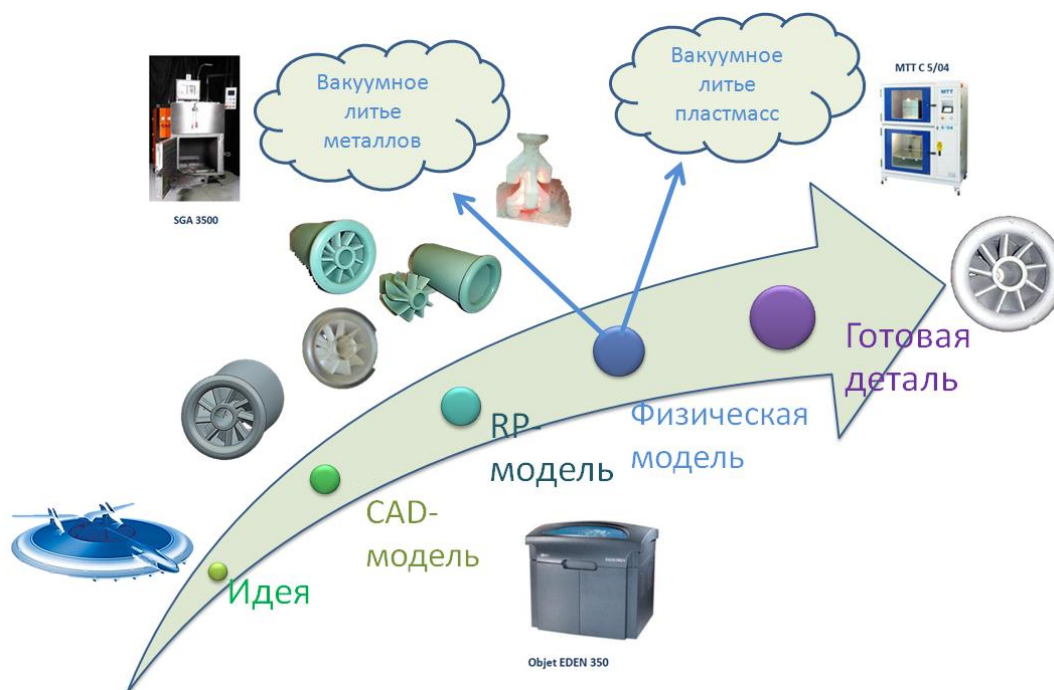 Вакуумное
литье
металлов
Вакуумное
литье
пластмасс
MTT C 5/04
SGA 3500
Готовая
деталь
Физическая
модель
RP-
модель
CAD-
модель
Идея
Objet EDEN 350